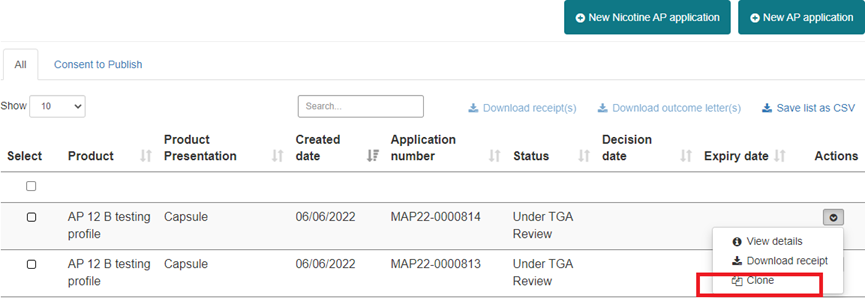 New Nicotine AP application New AP application
All Consent to Publish
Show 10 Search... Download receipt(s) Download outcome letter(s) Save list as CSV
Select Product Product Presentation Created date Application number Status Decision date Expiry date Actions
AP 12 B testing profile Capsule 06/06/2022 MAP22-0000814 Under TGA Review
View details
Download receipt
Clone
AP 12 B testing profile Capsule 06/06/2022 MAP22-0000813 Under TGA Review